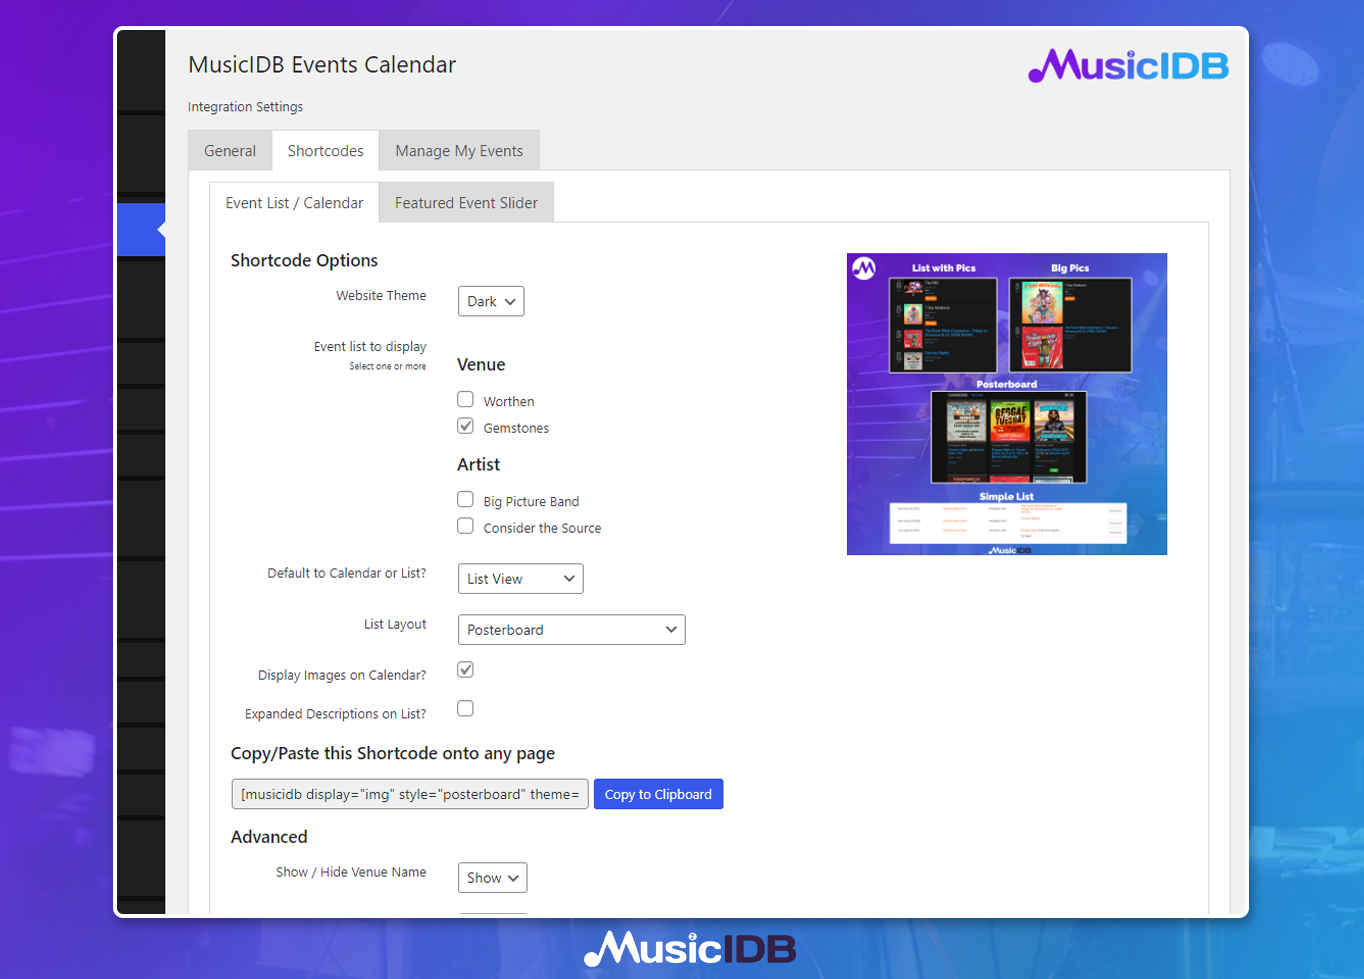 MusicIDB Events Calendar
MusicIDB
Integration Settings
General
Shortcodes
Manage My Events
Event List / Calendar
Featured Event Slider
Shortcode Options
Website Theme
Dark
Event list to display
Select one or more
Venue
Worthen
Gemstones
Artist
Big Picture Band
Consider the Source
Default to Calendar or List?
List View
List Layout
Posterboard
Display Images on Calendar?
Expanded Descriptions on List?
Copy/Paste this Shortcode onto any page
[musicidb display="img" style="posterboard" theme=
Copy to Clipboard
Advanced
Show / Hide Venue Name
Show
List with Pics
Big Pics
Posterboard
REGGAE
TUESDAY
Simple List
MusicIDB
MusicIDB